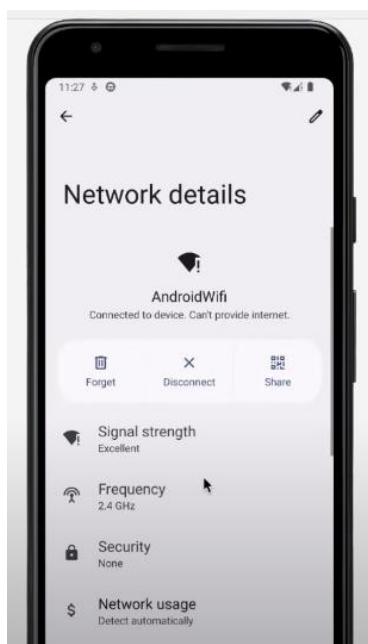 11:27
Network details
AndroidWifi
Connected to device. Can't provide internet.
Forget Disconnect Share
Signal strength
Excellent
Frequency
2.4 GHz
Security
None
$ Network usage
Detect automatically